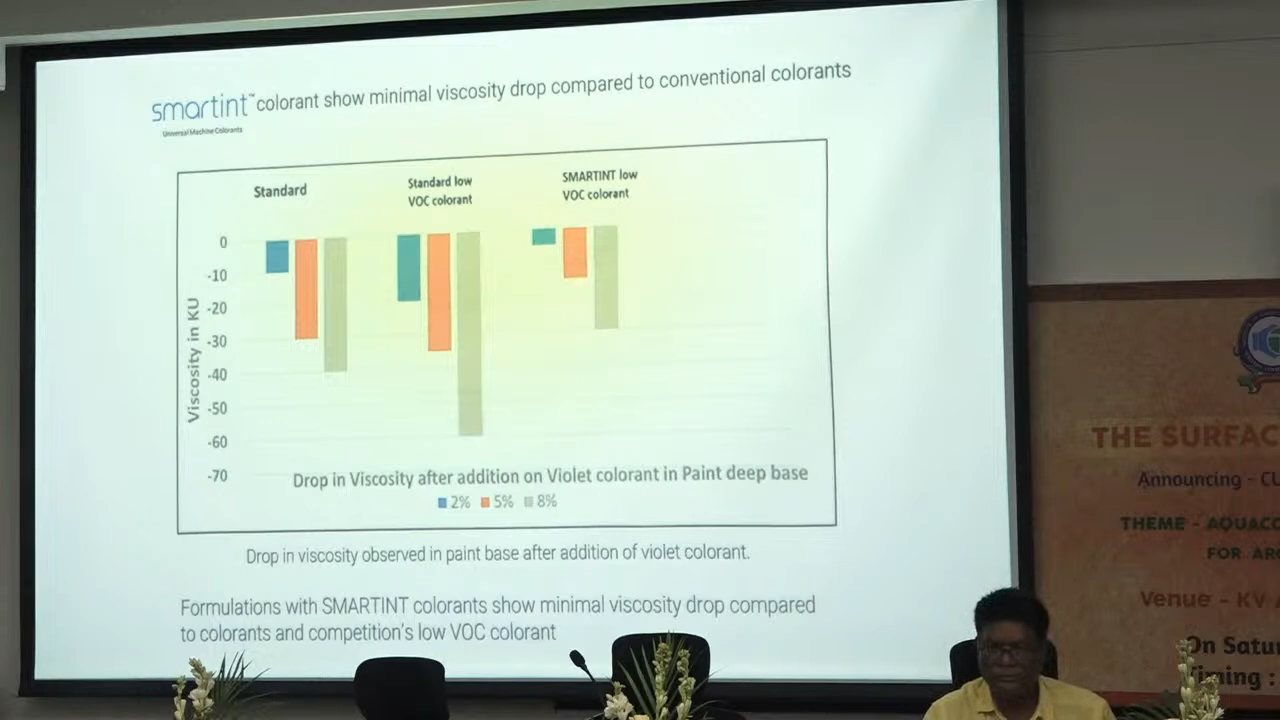 smartint™ colorant show minimal viscosity drop compared to conventional colorants
Universal Machine Colorants
Standard
Standard low
VOC colorant
SMARTINT low
VOC colorant
0
-10
-20
-30
-40
-50
-60
-70
Viscosity in KU
Drop in Viscosity after addition on Violet colorant in Paint deep base
2% 5% 8%
Drop in viscosity observed in paint base after addition of violet colorant.
Formulations with SMARTINT colorants show minimal viscosity drop compared
to colorants and competition's low VOC colorant
THE SURFAC
Announcing - CU
THEME - AQUACO
FOR AR
Venue - KV
On Satu
Timing :